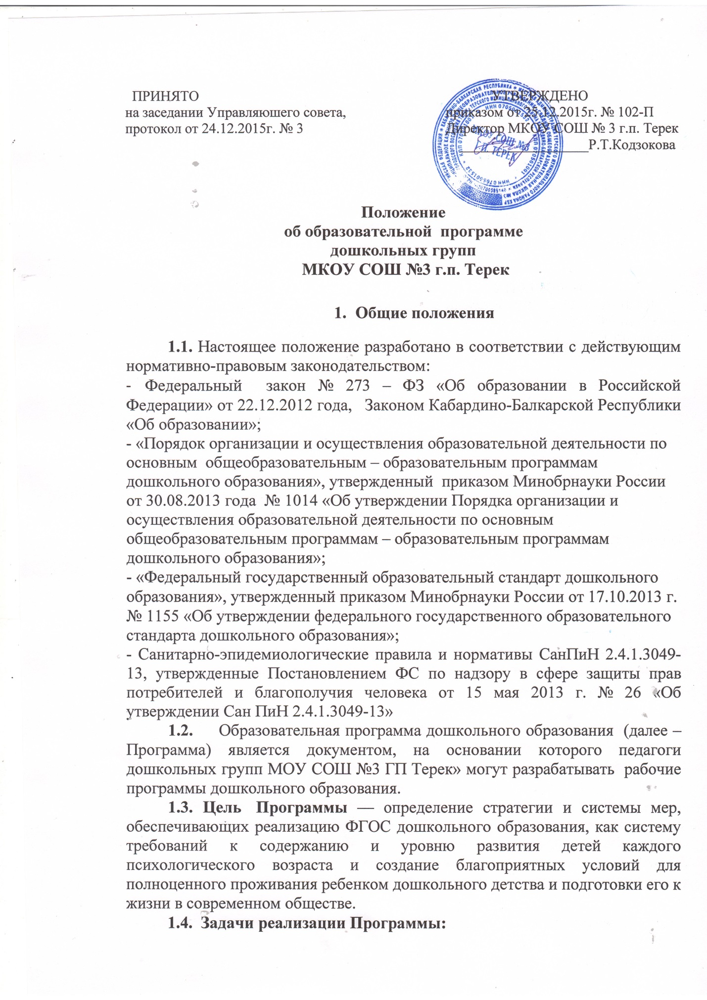 ПРИНЯТО
на заседании Управляюшего совета,
протокол от 24.12.2015г. № 3
УТВЕРЖДЕНО
приказом от 25.12.2015г. № 102-П
Директор МКОУ СОШ № 3 г.п. Терек
Р.Т.Кодзокова
МКОУ СОШ №3
Г.П. ТЕРЕК
Положение
об образовательной программе
дошкольных групп
МКОУ СОШ №3 г.п. Терек
1. Общие положения
1.1. Настоящее положение разработано в соответствии с действующим
нормативно-правовым законодательством:
- Федеральный закон № 273 – ФЗ «Об образовании в Российской
Федерации» от 22.12.2012 года, Законом Кабардино-Балкарской Республики
«Об образовании»;
- «Порядок организации и осуществления образовательной деятельности по
основным общеобразовательным – образовательным программам
дошкольного образования», утвержденный приказом Минобрнауки России
от 30.08.2013 года № 1014 «Об утверждении Порядка организации и
осуществления образовательной деятельности по основным
общеобразовательным программам – образовательным программам
дошкольного образования»;
- «Федеральный государственный образовательный стандарт дошкольного
образования», утвержденный приказом Минобрнауки России от 17.10.2013 г.
№ 1155 «Об утверждении федерального государственного образовательного
стандарта дошкольного образования»;
- Санитарно-эпидемиологические правила и нормативы СанПиН 2.4.1.3049-
13, утвержденные Постановлением ФС по надзору в сфере защиты прав
потребителей и благополучия человека от 15 мая 2013 г. № 26 «Об
утверждении Сан ПиН 2.4.1.3049-13»
1.2. Образовательная программа дошкольного образования (далее –
Программа) является документом, на основании которого педагоги
дошкольных групп МОУ СОШ №3 ГП Терек» могут разрабатывать рабочие
программы дошкольного образования.
1.3. Цель Программы — определение стратегии и системы мер,
обеспечивающих реализацию ФГОС дошкольного образования, как систему
требований к содержанию и уровню развития детей каждого
психологического возраста и создание благоприятных условий для
полноценного проживания ребенком дошкольного детства и подготовки его к
жизни в современном обществе.
1.4. Задачи реализации Программы: